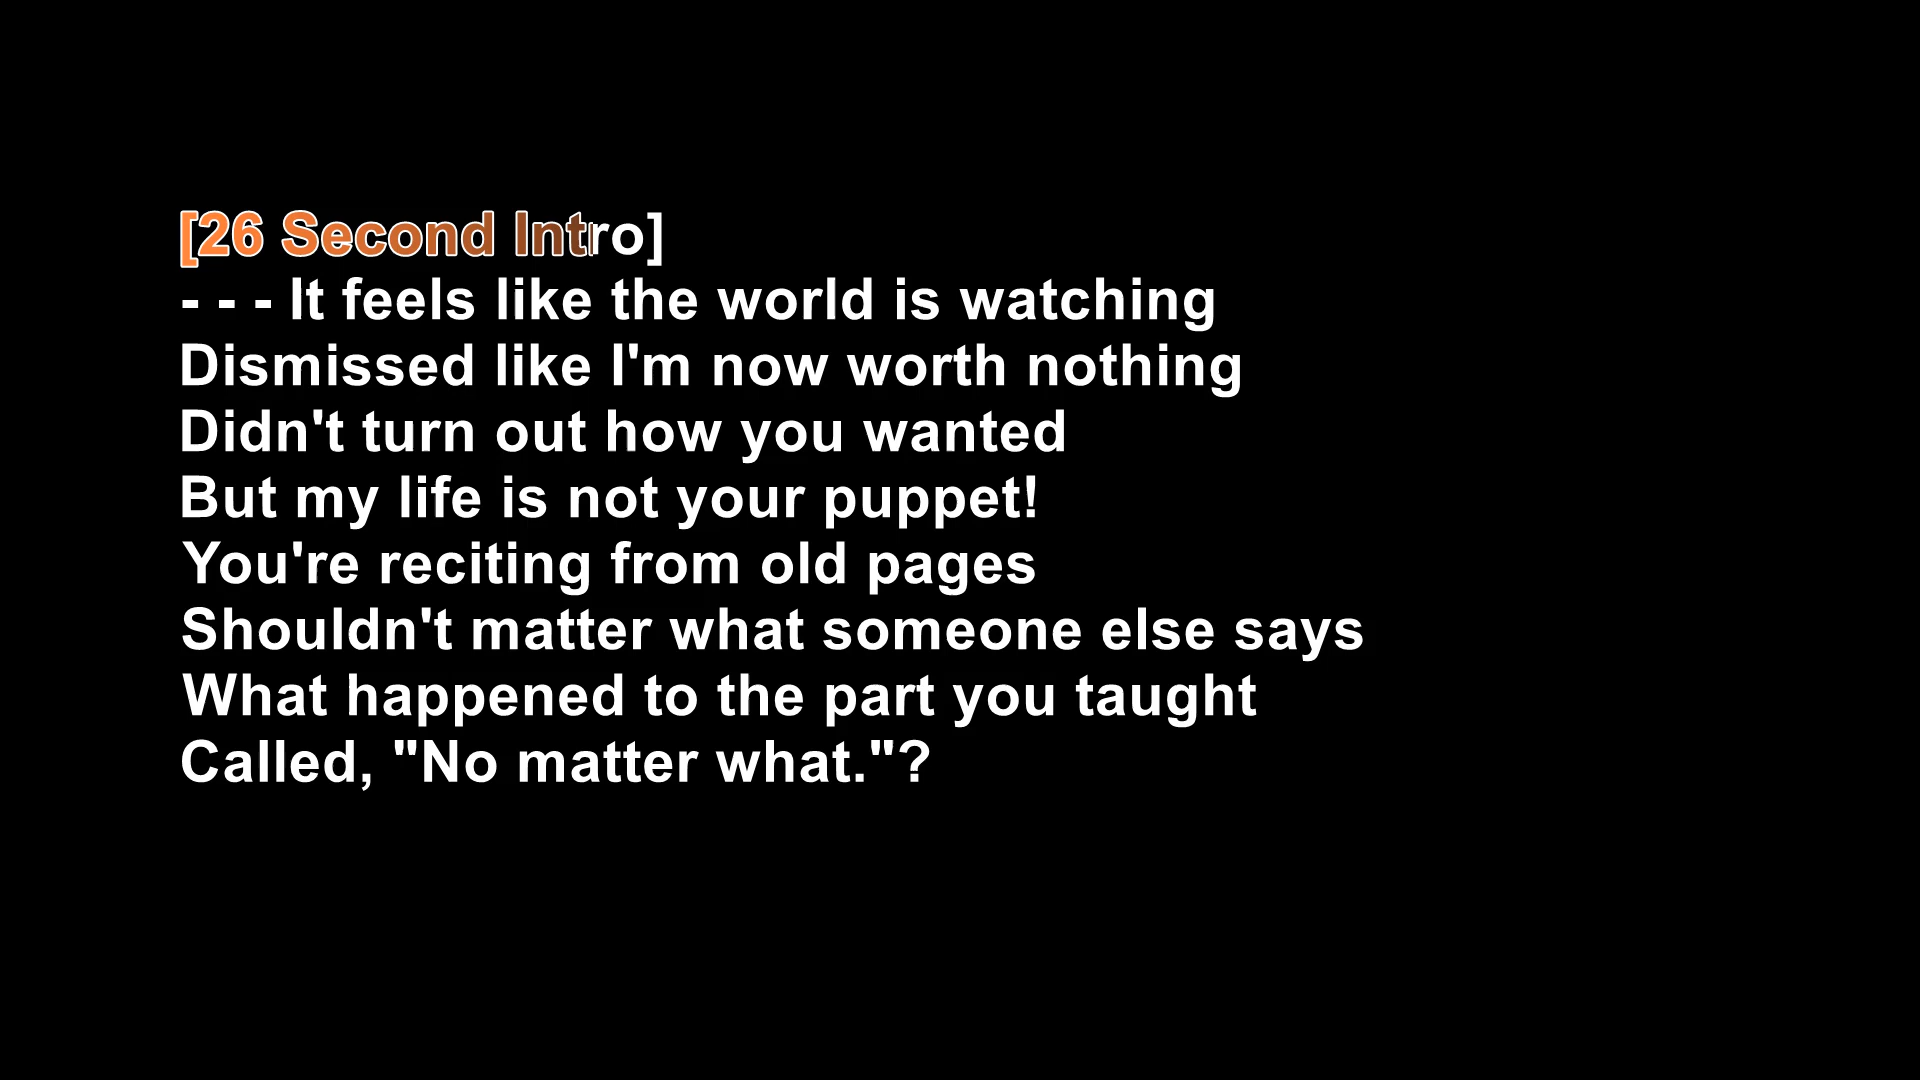 [26 Second Intro]
- - - It feels like the world is watching
Dismissed like I'm now worth nothing
Didn't turn out how you wanted
But my life is not your puppet!
You're reciting from old pages
Shouldn't matter what someone else says
What happened to the part you taught
Called, "No matter what."?